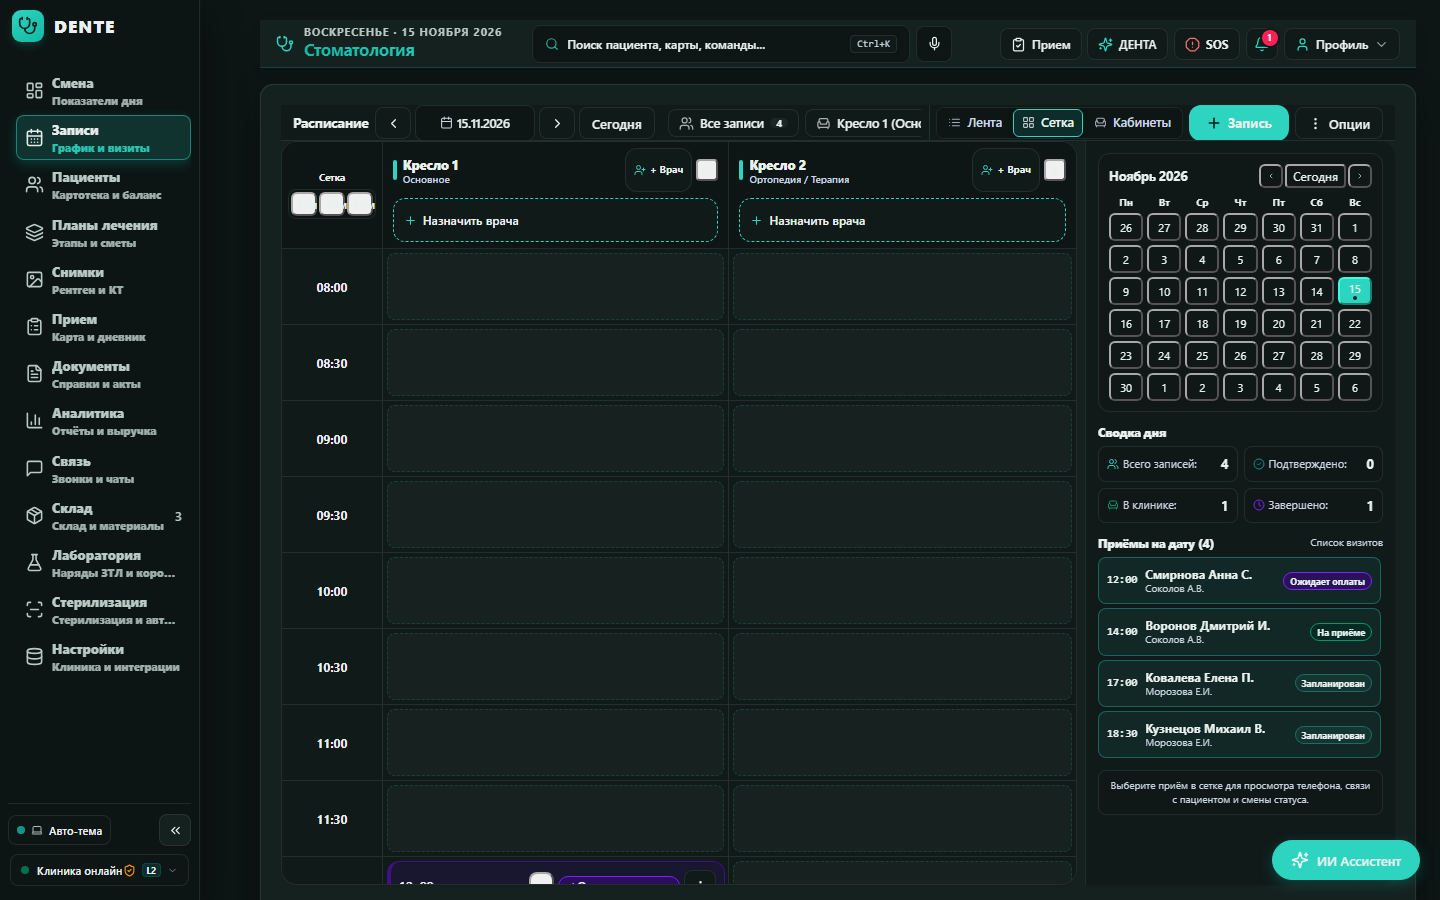 DENTE
Смена
Показатели дня
Записи
График и визиты
Пациенты
Картотека и баланс
Планы лечения
Этапы и сметы
Снимки
Рентген и КТ
Прием
Карта и дневник
Документы
Справки и акты
Аналитика
Отчёты и выручка
Связь
Звонки и чаты
Склад
Склад и материалы
3
Лаборатория
Наряды ЗТЛ и коро...
Стерилизация
Стерилизация и авт...
Настройки
Клиника и интеграции
Авто-тема
Клиника онлайн L2
ВОСКРЕСЕНЬЕ · 15 НОЯБРЯ 2026
Стоматология
Поиск пациента, карты, команды... Ctrl+K
Прием
ДЕНТА
SOS
1
Профиль
Расписание
15.11.2026
Сегодня
Все записи 4
Кресло 1 (Осн
Лента
Сетка
Кабинеты
Запись
Опции
Сетка
Кресло 1
Основное
+ Врач
Назначить врача
Кресло 2
Ортопедия / Терапия
+ Врач
Назначить врача
08:00
08:30
09:00
09:30
10:00
10:30
11:00
11:30
Ноябрь 2026
Сегодня
Пн Вт Ср Чт Пт Сб Вс
26 27 28 29 30 31 1
2 3 4 5 6 7 8
9 10 11 12 13 14 15
16 17 18 19 20 21 22
23 24 25 26 27 28 29
30 1 2 3 4 5 6
Сводка дня
Всего записей: 4
Подтверждено: 0
В клинике: 1
Завершено: 1
Приёмы на дату (4)
Список визитов
12:00 Смирнова Анна С.
Соколов А.В.
Ожидает оплаты
14:00 Воронов Дмитрий И.
Соколов А.В.
На приёме
17:00 Ковалева Елена П.
Морозова Е.И.
Запланирован
18:30 Кузнецов Михаил В.
Морозова Е.И.
Запланирован
Выберите приём в сетке для просмотра телефона, связи
с пациентом и смены статуса.
ИИ Ассистент